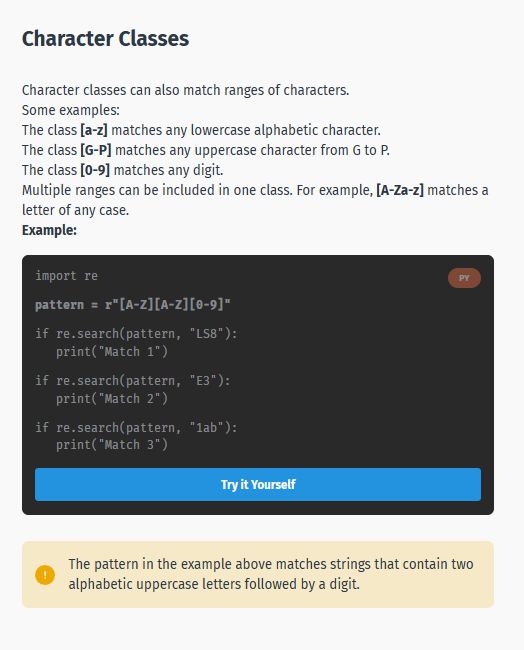 Character Classes
Character classes can also match ranges of characters.
Some examples:
The class [a-z] matches any lowercase alphabetic character.
The class [G-P] matches any uppercase character from G to P.
The class [0-9] matches any digit.
Multiple ranges can be included in one class. For example, [A-Za-z] matches a
letter of any case.
Example:
import re
PY
pattern = r"[A-Z][A-Z][0-9]"
if re.search(pattern, "LS8"):
   print("Match 1")
if re.search(pattern, "E3"):
   print("Match 2")
if re.search(pattern, "1ab"):
   print("Match 3")
Try it Yourself
!
The pattern in the example above matches strings that contain two
alphabetic uppercase letters followed by a digit.